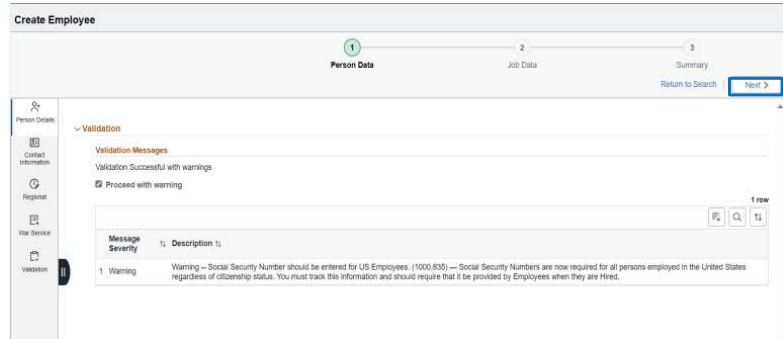 Create Employee
1
2
3
Person Data
Job Data
Summary
Return to Search
Next
Person Details
Contact
Information
Regional
War Service
Validation
Validation
Validation Messages
Validation Successful with warnings
Proceed with warning
1 row
Message
Severity
Description
1 Warning
Warning -- Social Security Number should be entered for US Employees. (1000,835) --- Social Security Numbers are now required for all persons employed in the United States
regardless of citizenship status. You must track this information and should require that it be provided by Employees when they are Hired.